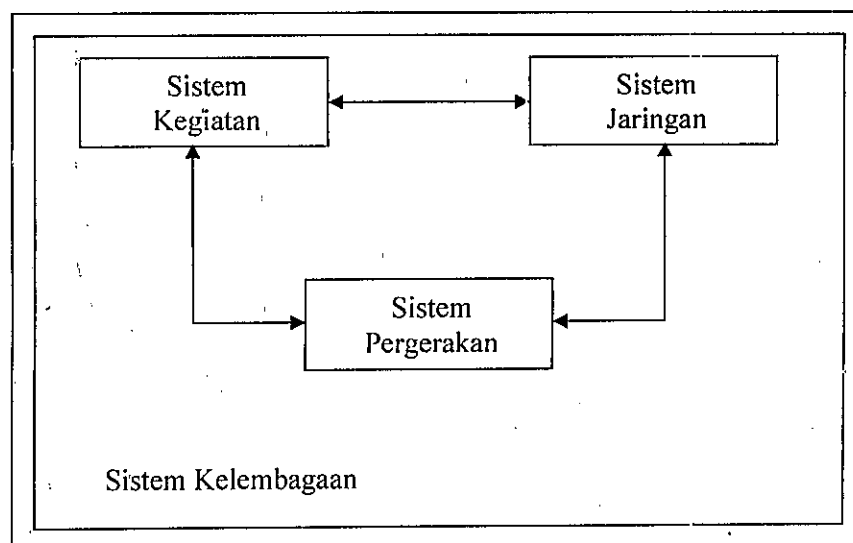 Sistem
Kegiatan
Sistem
Jaringan
Sistem
Pergerakan
Sistem Kelembagaan